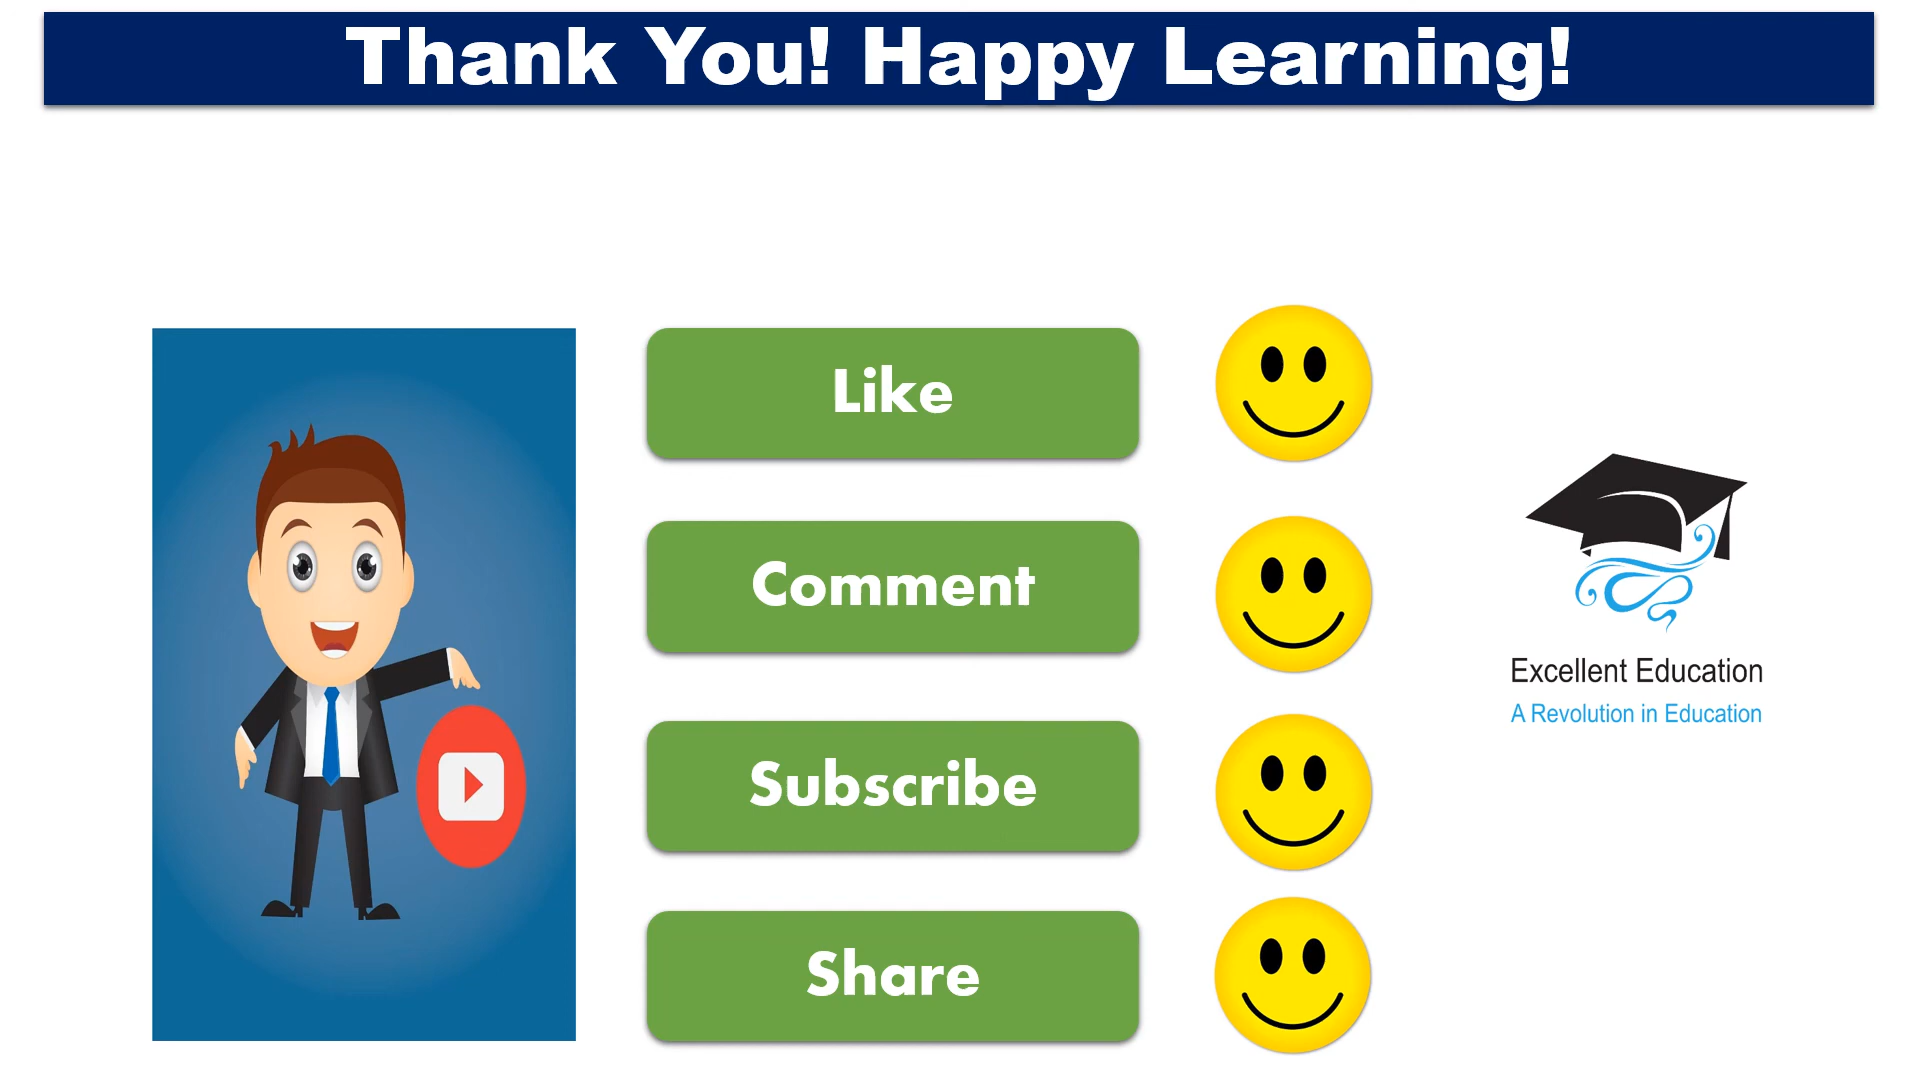 Thank You! Happy Learning!
Like
Comment
Subscribe
Share
Excellent Education
A Revolution in Education